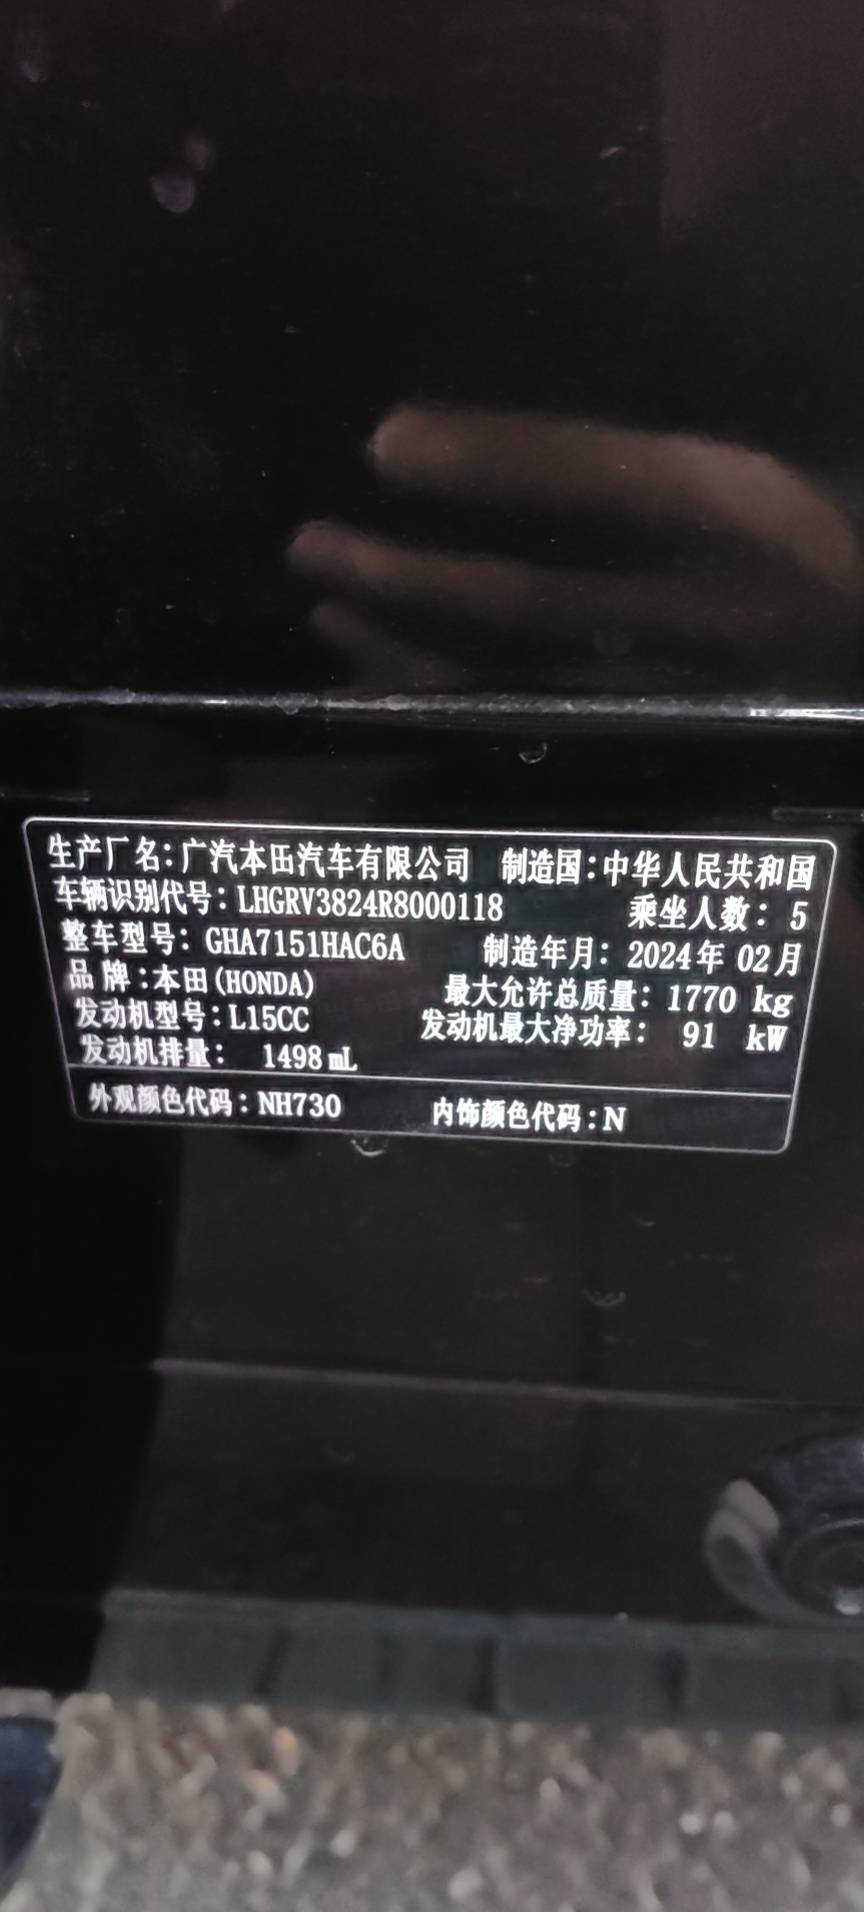 生产厂名:广汽本田汽车有限公司 制造国:中华人民共和国
车辆识别代号:LHGRV3824R8000118 乘坐人数: 5
整车型号: GHA7151HAC6A 制造年月: 2024年 02月
品 牌:本田(HONDA) 最大允许总质量: 1770 kg
发动机型号:L15CC 发动机最大净功率: 91 kW
发动机排量: 1498 mL
外观颜色代码:NH730 内饰颜色代码:N